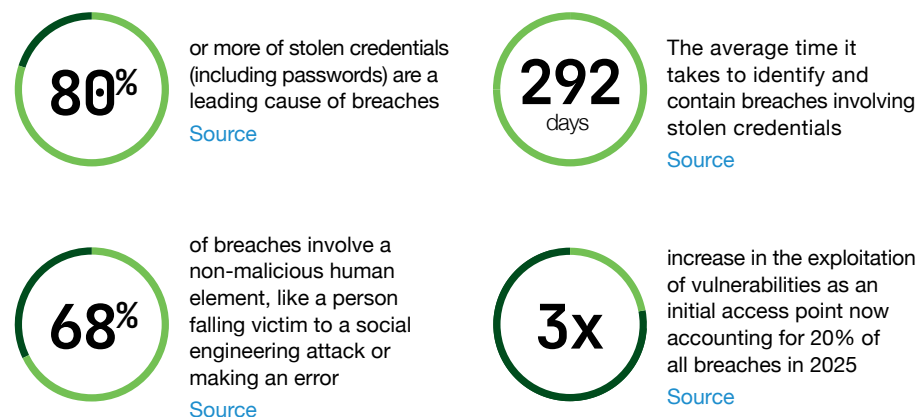 80%
or more of stolen credentials
(including passwords) are a
leading cause of breaches
Source
292
days
The average time it
takes to identify and
contain breaches involving
stolen credentials
Source
68%
of breaches involve a
non-malicious human
element, like a person
falling victim to a social
engineering attack or
making an error
Source
3x
increase in the exploitation
of vulnerabilities as an
initial access point now
accounting for 20% of
all breaches in 2025
Source